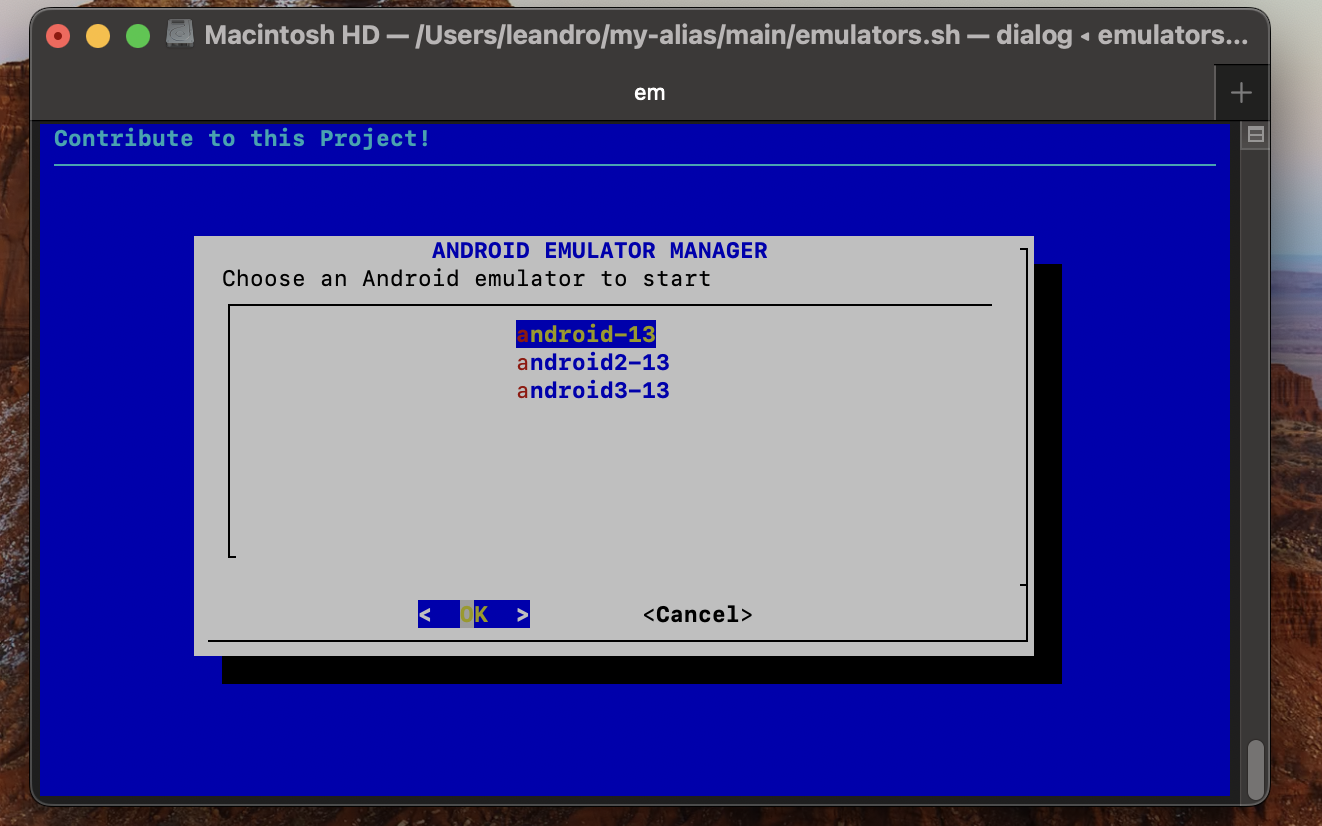 Macintosh HD — /Users/leandro/my-alias/main/emulators.sh — dialog ◂ emulators...
em
Contribute to this Project!
ANDROID EMULATOR MANAGER
Choose an Android emulator to start
android-13
android2-13
android3-13
< OK > <Cancel>